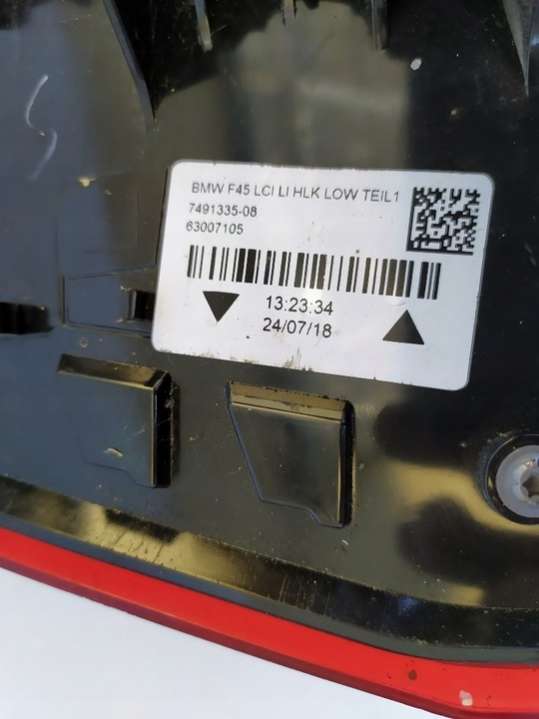 BMW F45 LCI LI HLK LOW TEIL1
7491335-08
63007105
13:23:34
24/07/18